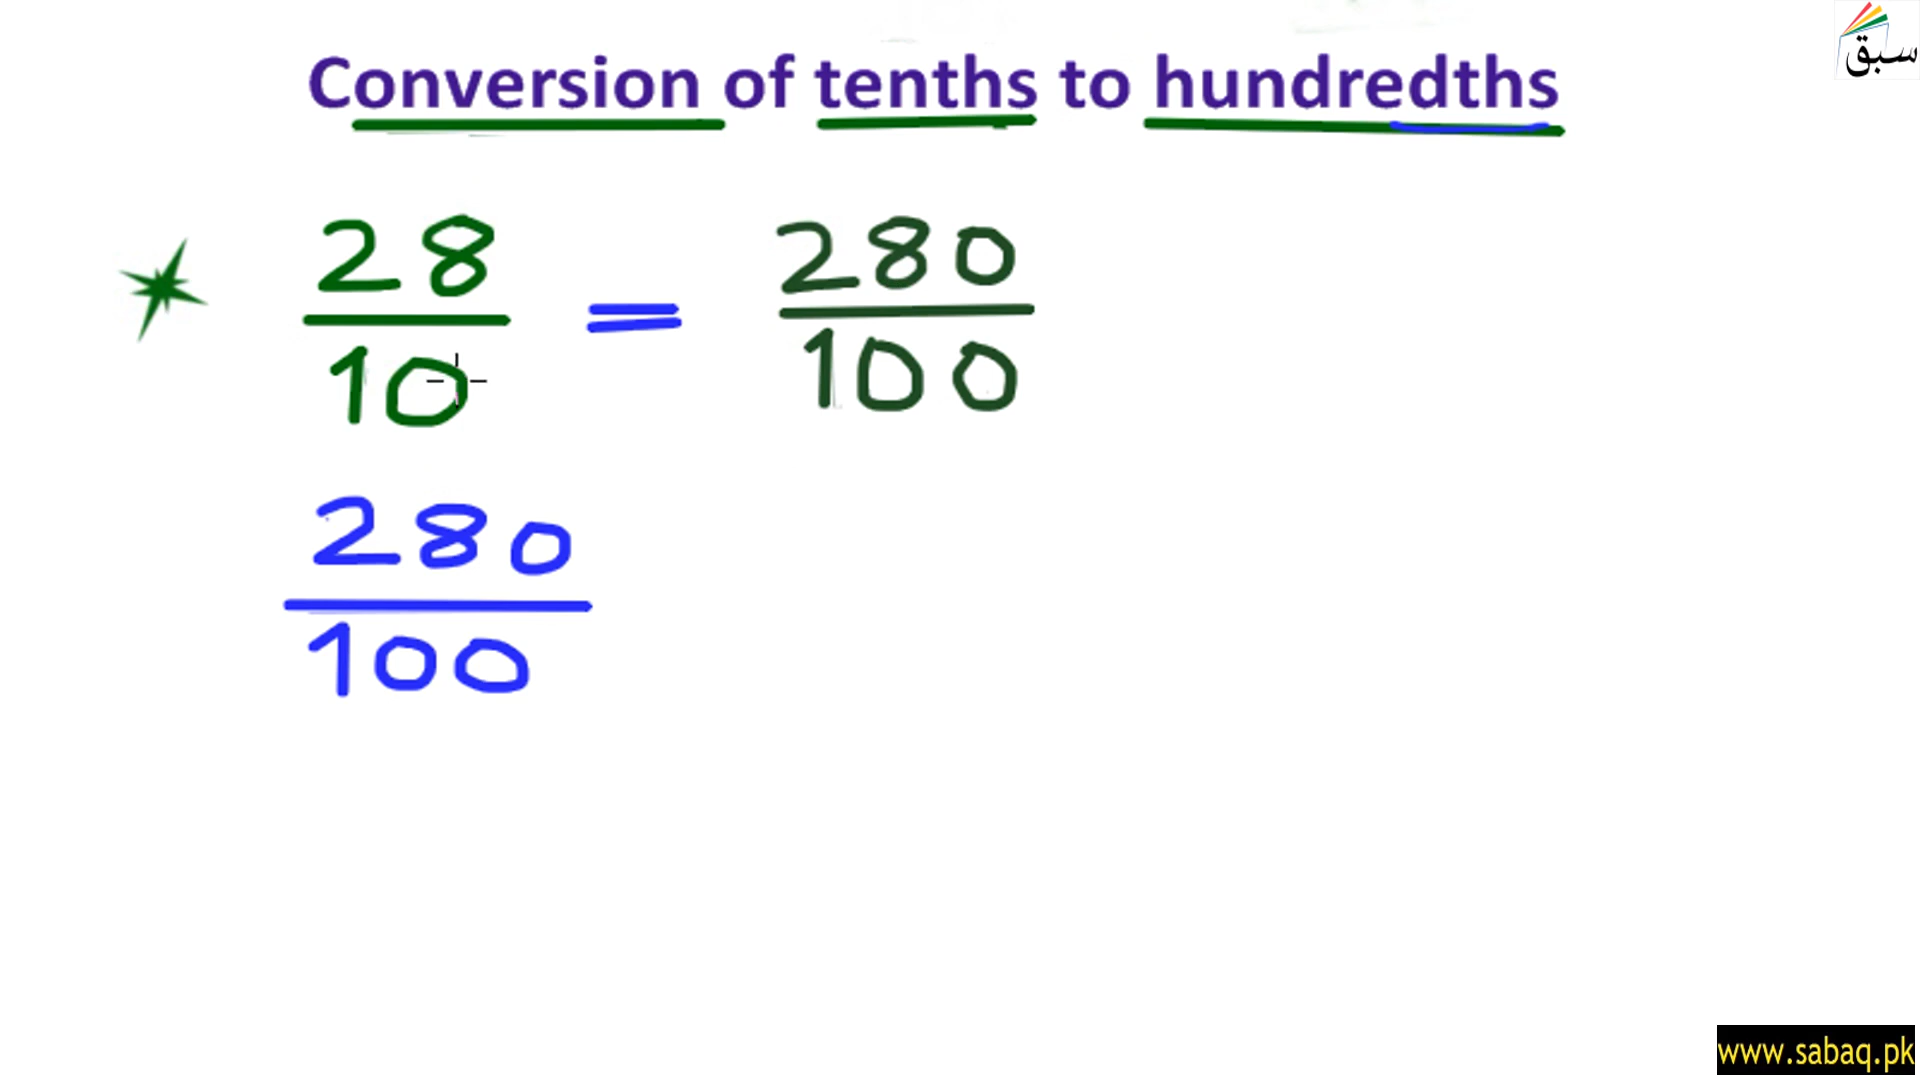 سبق
Conversion of tenths to hundredths
28/10 = 280/100
280/100
www.sabaq.pk